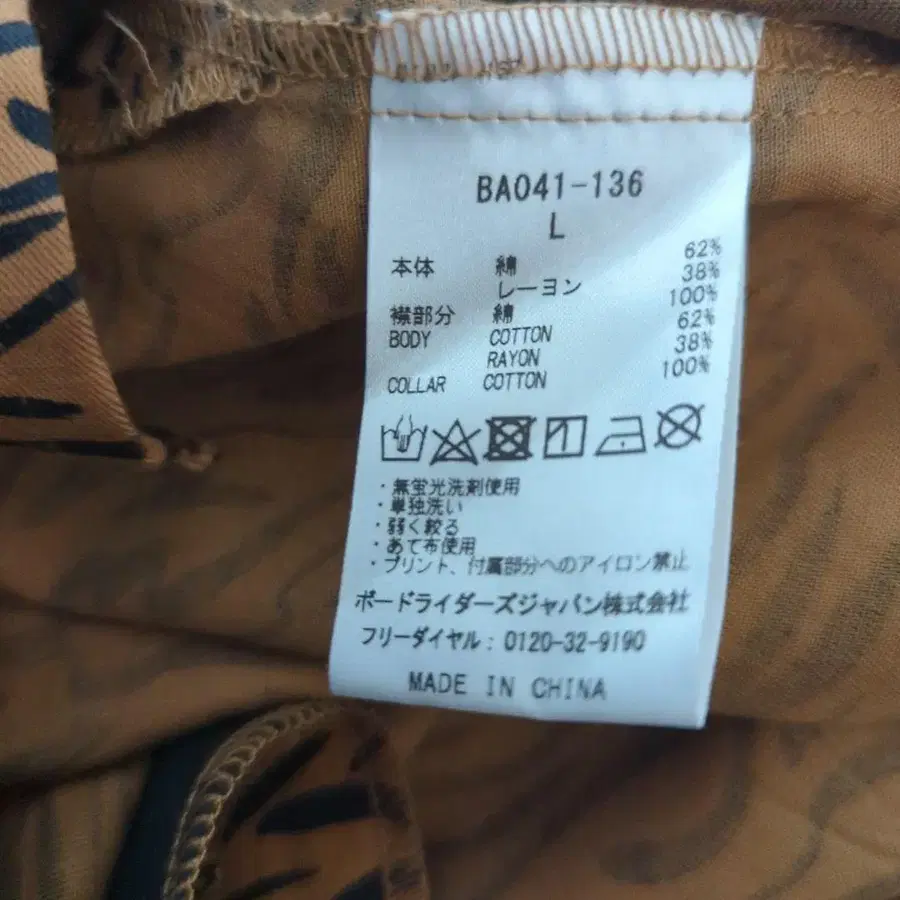 BA041-136
L
本体 綿 62%
レーヨン 38%
襟部分 綿 100%
BODY COTTON 62%
RAYON 38%
COLLAR COTTON 100%
・無蛍光洗剤使用
・単独洗い
・弱く絞る
・あて布使用
・プリント、付属部分へのアイロン禁止
ボードライダーズジャパン株式会社
フリーダイヤル：0120-32-9190
MADE IN CHINA